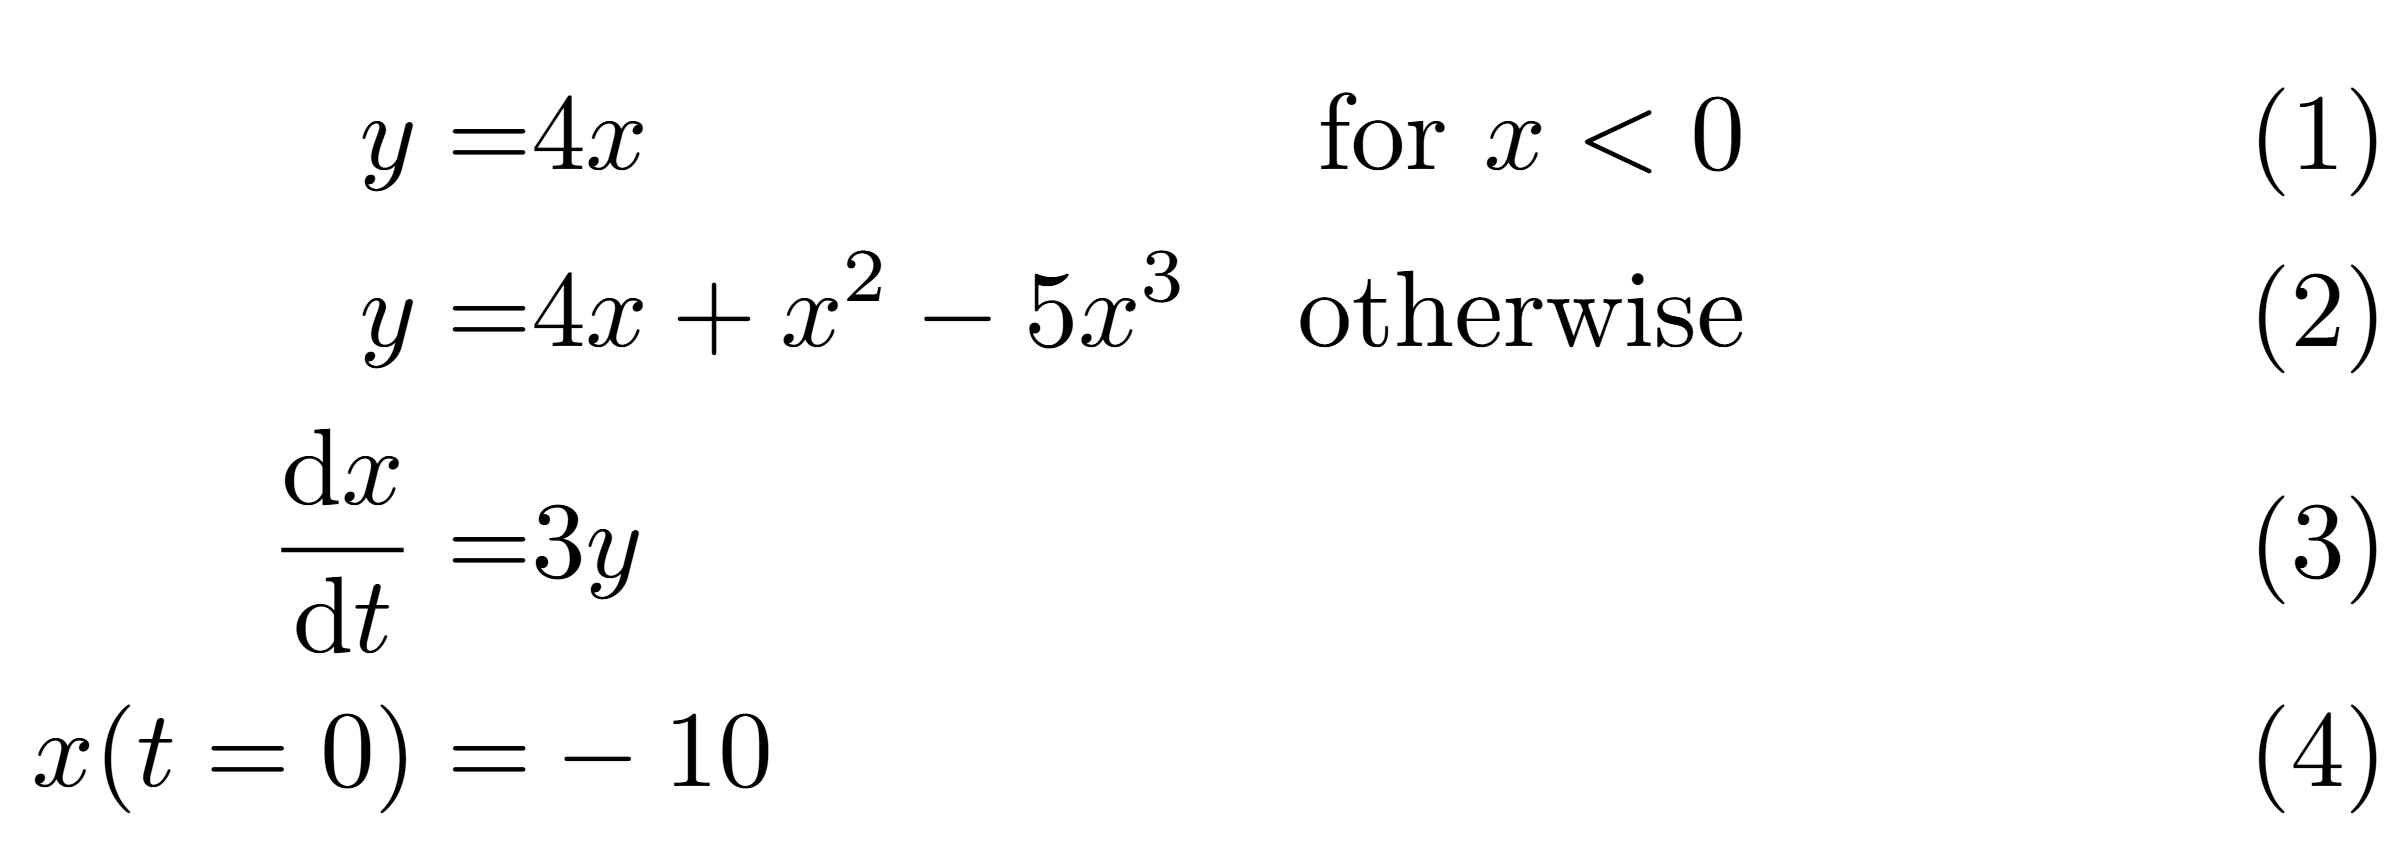 y =4x for x < 0 (1)
y =4x + x² − 5x³ otherwise (2)
dx/dt =3y (3)
x(t = 0) = − 10 (4)